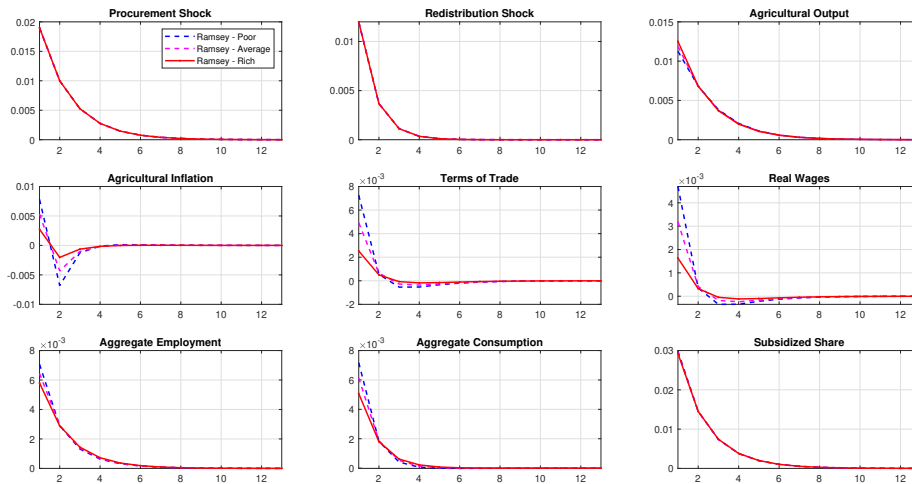 Procurement Shock
0.02
0.015
0.01
0.005
0
2 4 6 8 10 12
Ramsey - Poor
Ramsey - Average
Ramsey - Rich
Redistribution Shock
0.01
0.005
0
2 4 6 8 10 12
Agricultural Output
0.015
0.01
0.005
0
2 4 6 8 10 12
Agricultural Inflation
0.01
0.005
0
-0.005
-0.01
2 4 6 8 10 12
Terms of Trade
×10⁻³
8
6
4
2
0
-2
2 4 6 8 10 12
Real Wages
×10⁻³
4
3
2
1
0
2 4 6 8 10 12
Aggregate Employment
×10⁻³
8
6
4
2
0
2 4 6 8 10 12
Aggregate Consumption
×10⁻³
8
6
4
2
0
2 4 6 8 10 12
Subsidized Share
0.03
0.02
0.01
0
2 4 6 8 10 12